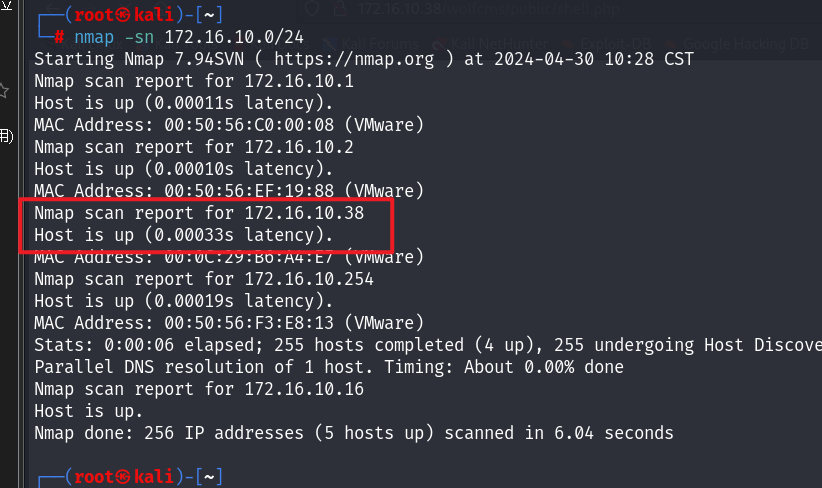 (root㉿kali)-[~]
# nmap -sn 172.16.10.0/24
Starting Nmap 7.94SVN ( https://nmap.org ) at 2024-04-30 10:28 CST
Nmap scan report for 172.16.10.1
Host is up (0.00011s latency).
MAC Address: 00:50:56:C0:00:08 (VMware)
Nmap scan report for 172.16.10.2
Host is up (0.00010s latency).
MAC Address: 00:50:56:EF:19:88 (VMware)
Nmap scan report for 172.16.10.38
Host is up (0.00033s latency).
MAC Address: 00:0C:29:B6:A4:E7 (VMware)
Nmap scan report for 172.16.10.254
Host is up (0.00019s latency).
MAC Address: 00:50:56:F3:E8:13 (VMware)
Stats: 0:00:06 elapsed; 255 hosts completed (4 up), 255 undergoing Host Discove
Parallel DNS resolution of 1 host. Timing: About 0.00% done
Nmap scan report for 172.16.10.16
Host is up.
Nmap done: 256 IP addresses (5 hosts up) scanned in 6.04 seconds
(root㉿kali)-[~]